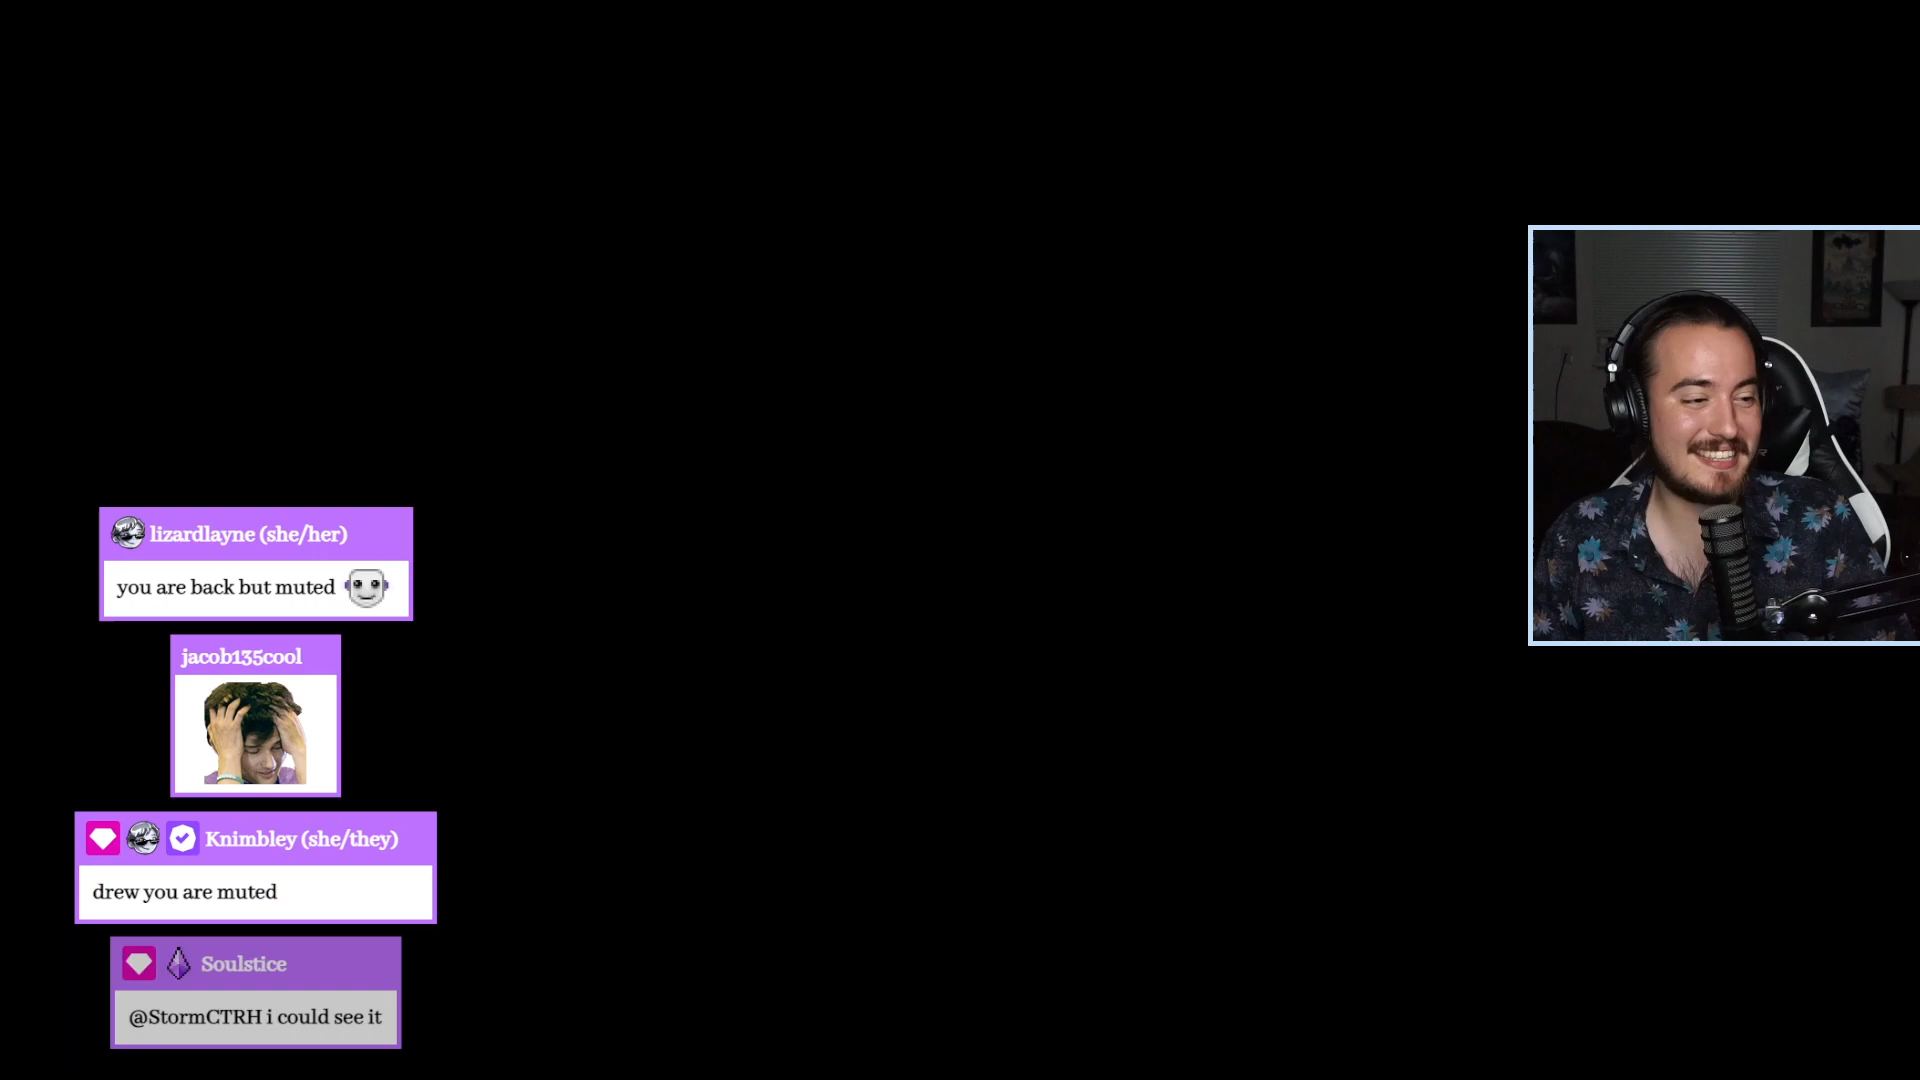 lizardlayne (she/her)
you are back but muted
jacob135cool
Knimbley (she/they)
drew you are muted
Soulstice
@StormCTRH i could see it